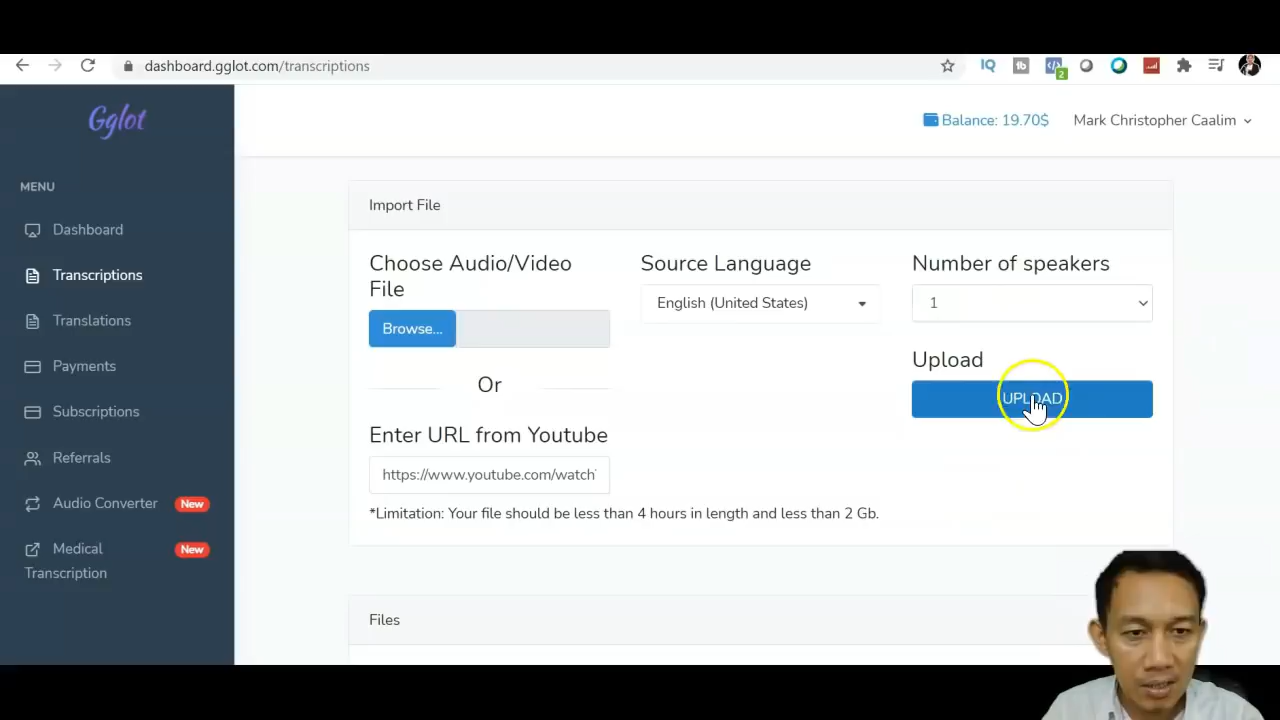 dashboard.gglot.com/transcriptions
IQ
tb
2
Gglot
Balance: 19.70$
Mark Christopher Caalim
MENU
Dashboard
Transcriptions
Translations
Payments
Subscriptions
Referrals
Audio Converter
New
Medical
Transcription
New
Import File
Choose Audio/Video
File
Browse...
Or
Enter URL from Youtube
https://www.youtube.com/watch
*Limitation: Your file should be less than 4 hours in length and less than 2 Gb.
Source Language
English (United States)
Number of speakers
1
Upload
UPLOAD
Files